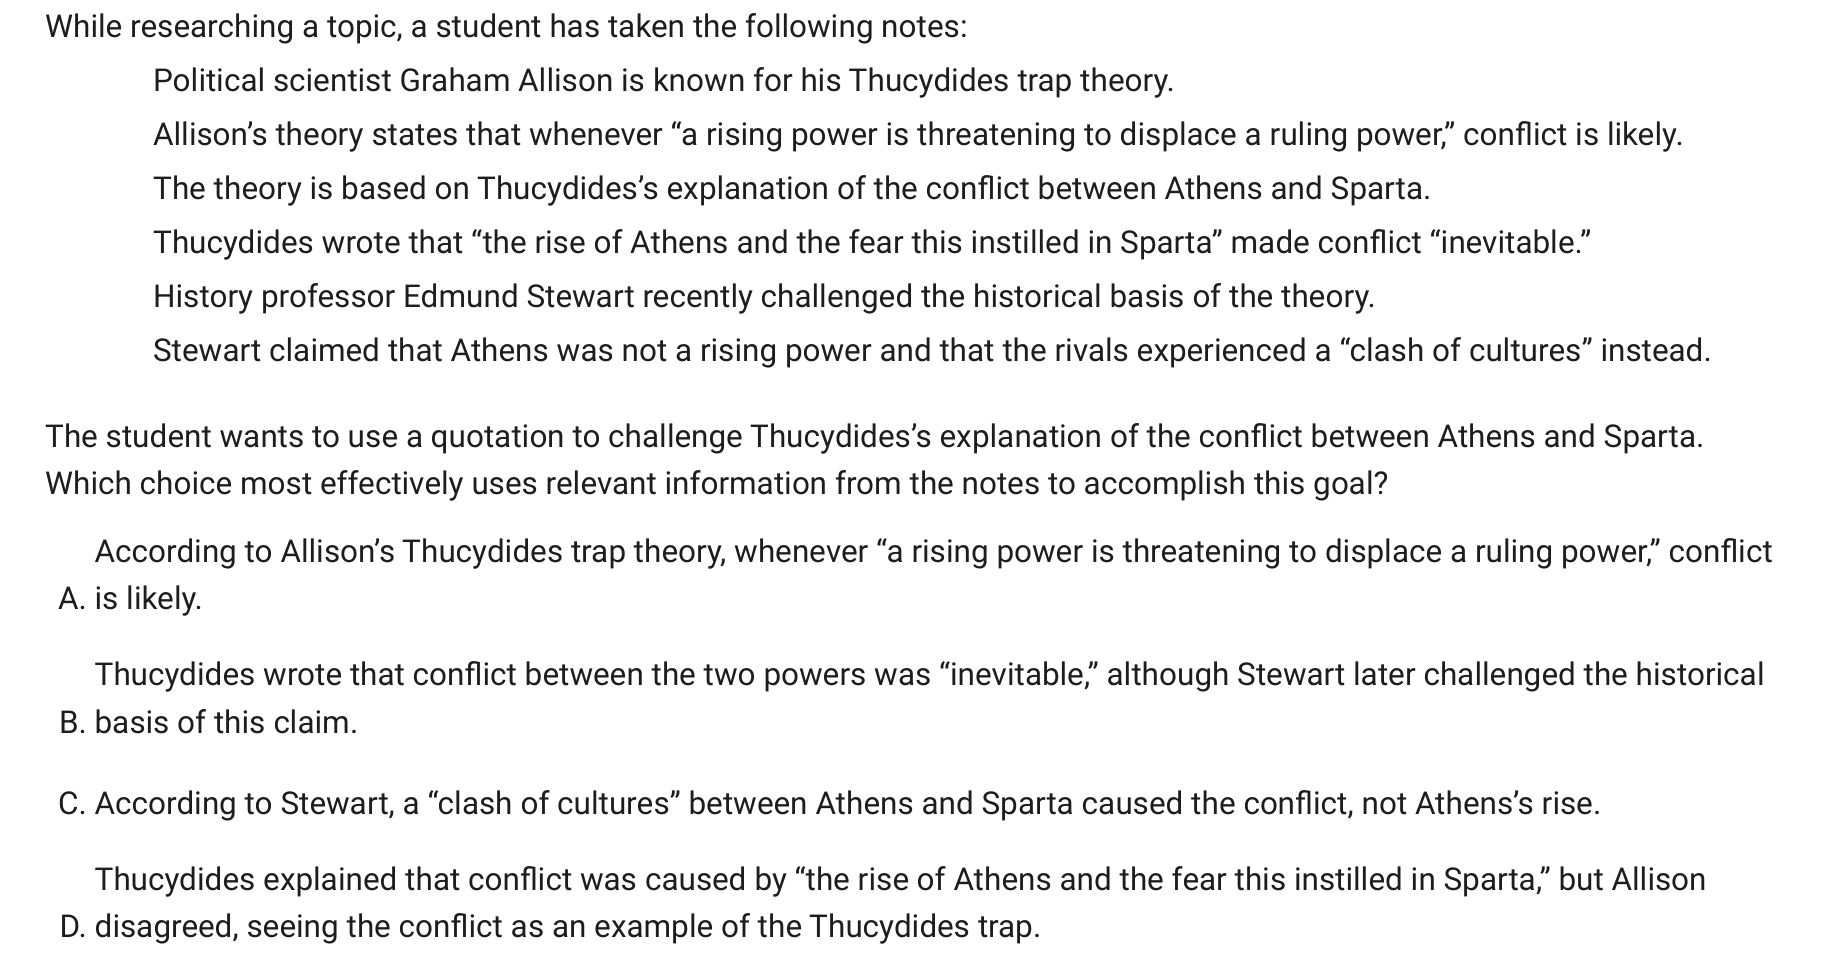 While researching a topic, a student has taken the following notes:
Political scientist Graham Allison is known for his Thucydides trap theory.
Allison’s theory states that whenever “a rising power is threatening to displace a ruling power,” conflict is likely.
The theory is based on Thucydides’s explanation of the conflict between Athens and Sparta.
Thucydides wrote that “the rise of Athens and the fear this instilled in Sparta” made conflict “inevitable.”
History professor Edmund Stewart recently challenged the historical basis of the theory.
Stewart claimed that Athens was not a rising power and that the rivals experienced a “clash of cultures” instead.
The student wants to use a quotation to challenge Thucydides’s explanation of the conflict between Athens and Sparta.
Which choice most effectively uses relevant information from the notes to accomplish this goal?
According to Allison’s Thucydides trap theory, whenever “a rising power is threatening to displace a ruling power,” conflict
A. is likely.
Thucydides wrote that conflict between the two powers was “inevitable,” although Stewart later challenged the historical
B. basis of this claim.
C. According to Stewart, a “clash of cultures” between Athens and Sparta caused the conflict, not Athens’s rise.
Thucydides explained that conflict was caused by “the rise of Athens and the fear this instilled in Sparta,” but Allison
D. disagreed, seeing the conflict as an example of the Thucydides trap.